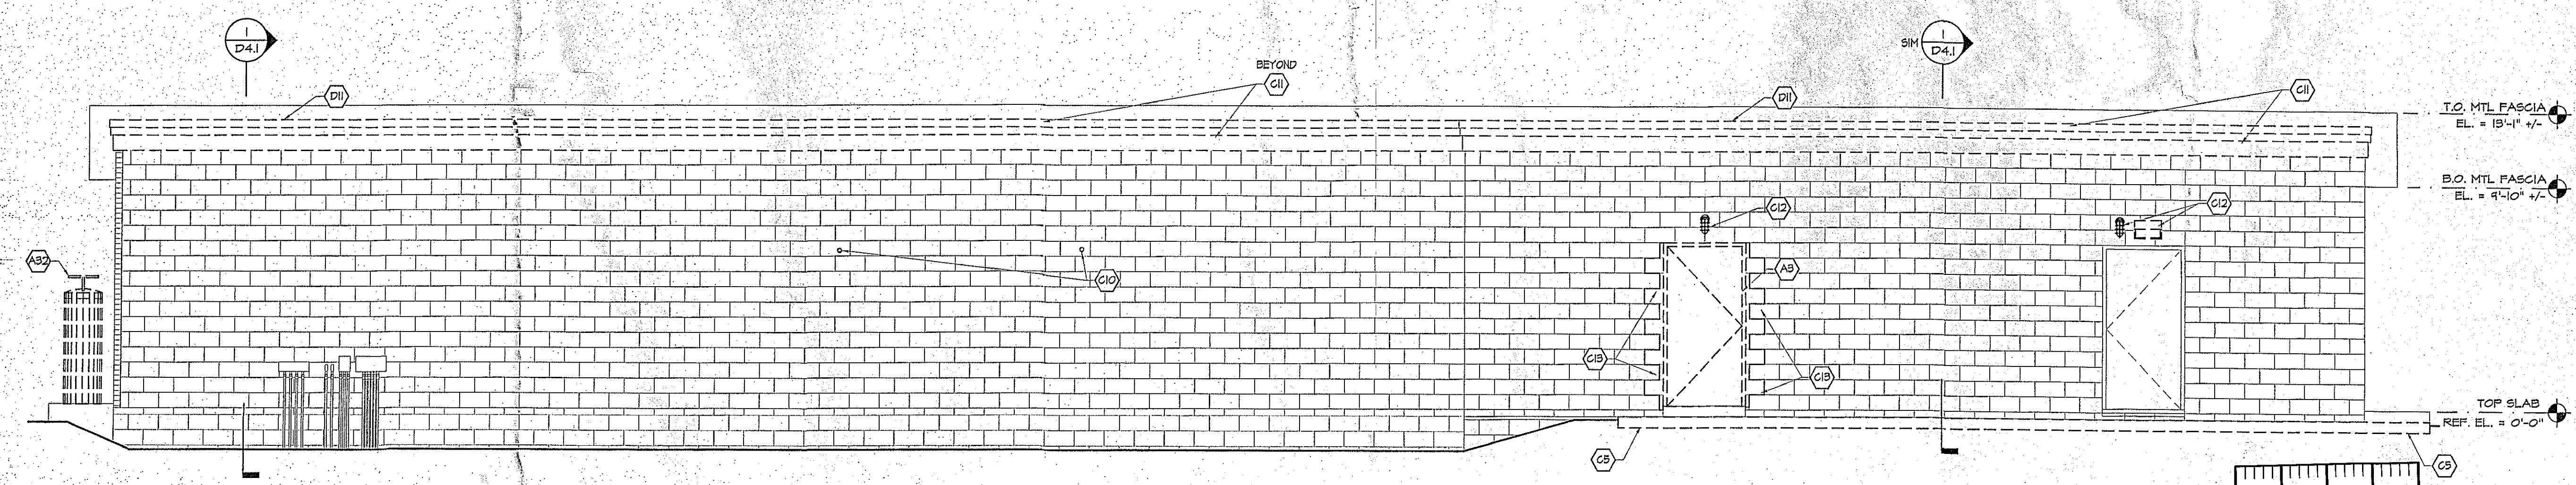 1
D4.1
SIM
1
D4.1
BEYOND
C11
D11
D11
C11
T.O. MTL FASCIA
EL. = 13'-1" +/-
B.O. MTL FASCIA
EL. = 9'-10" +/-
C12
C12
A32
C10
A3
C13
C13
TOP SLAB
REF. EL. = 0'-0"
C5
C5